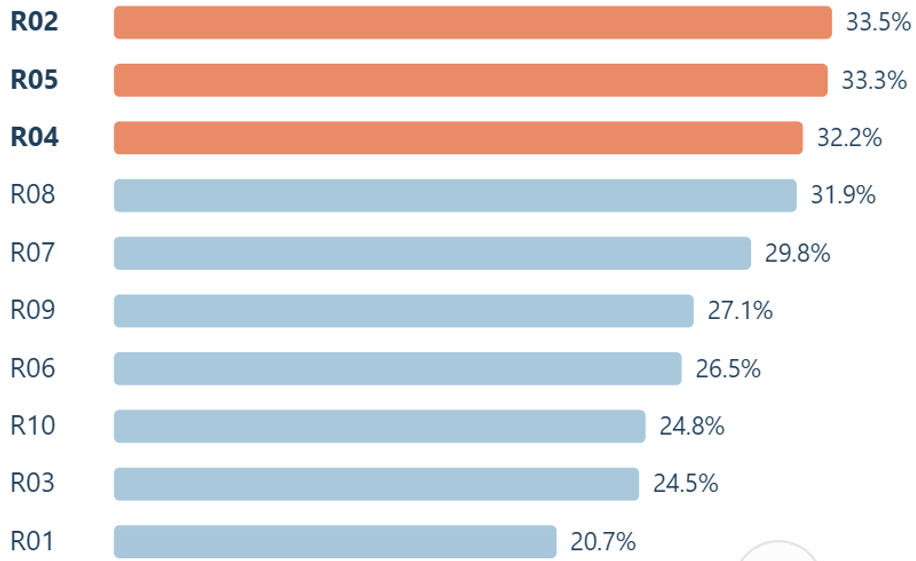 R02 33.5%
R05 33.3%
R04 32.2%
R08 31.9%
R07 29.8%
R09 27.1%
R06 26.5%
R10 24.8%
R03 24.5%
R01 20.7%